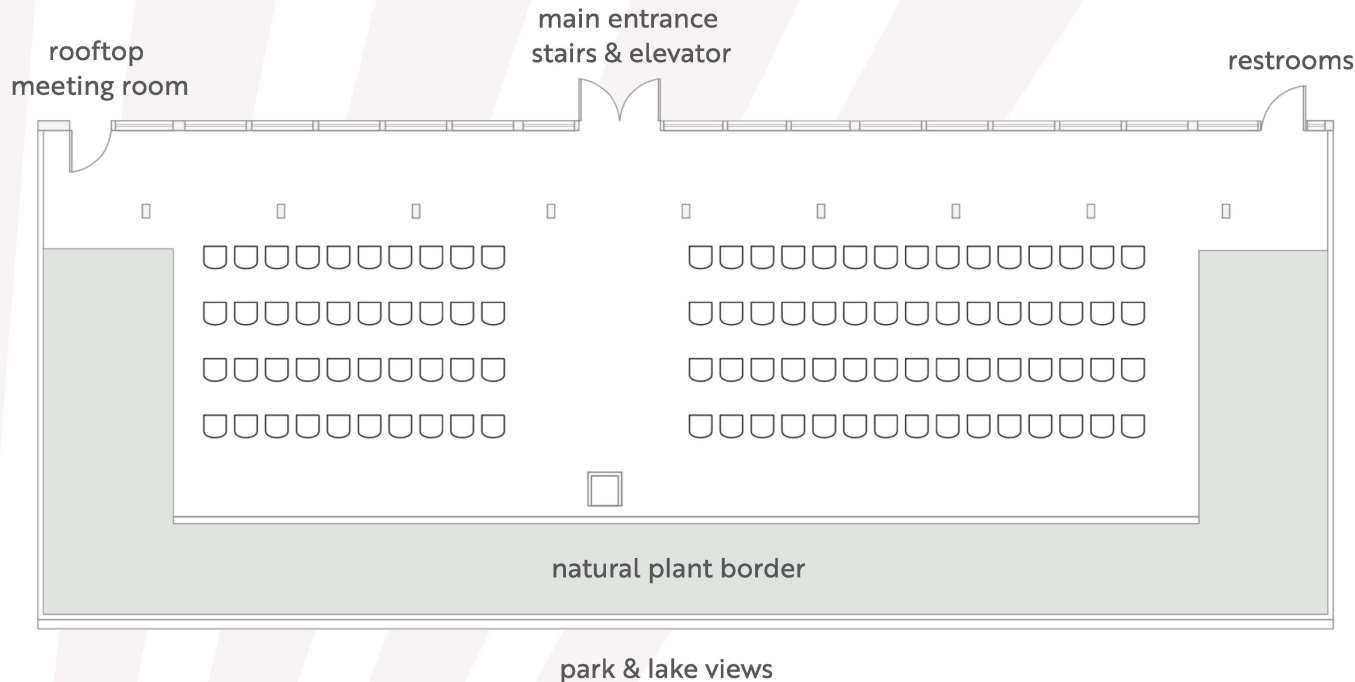 rooftop
meeting room
main entrance
stairs & elevator
restrooms
natural plant border
park & lake views